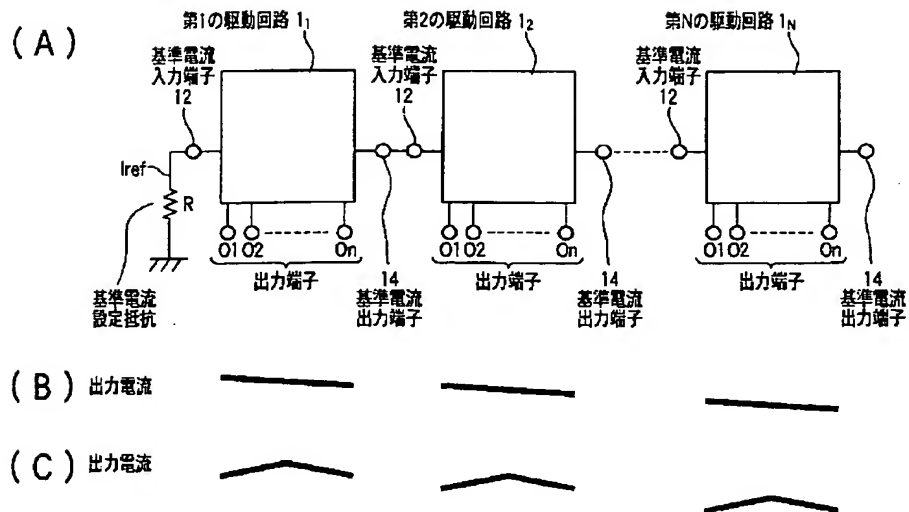 (A)
第1の駆動回路 1₁
第2の駆動回路 1₂
第Nの駆動回路 1N
基準電流
入力端子
12
基準電流
入力端子
12
基準電流
入力端子
12
Iref
R
基準電流
設定抵抗
O1 O2 On
出力端子
14
基準電流
出力端子
O1 O2 On
出力端子
14
基準電流
出力端子
O1 O2 On
出力端子
14
基準電流
出力端子
(B) 出力電流
(C) 出力電流